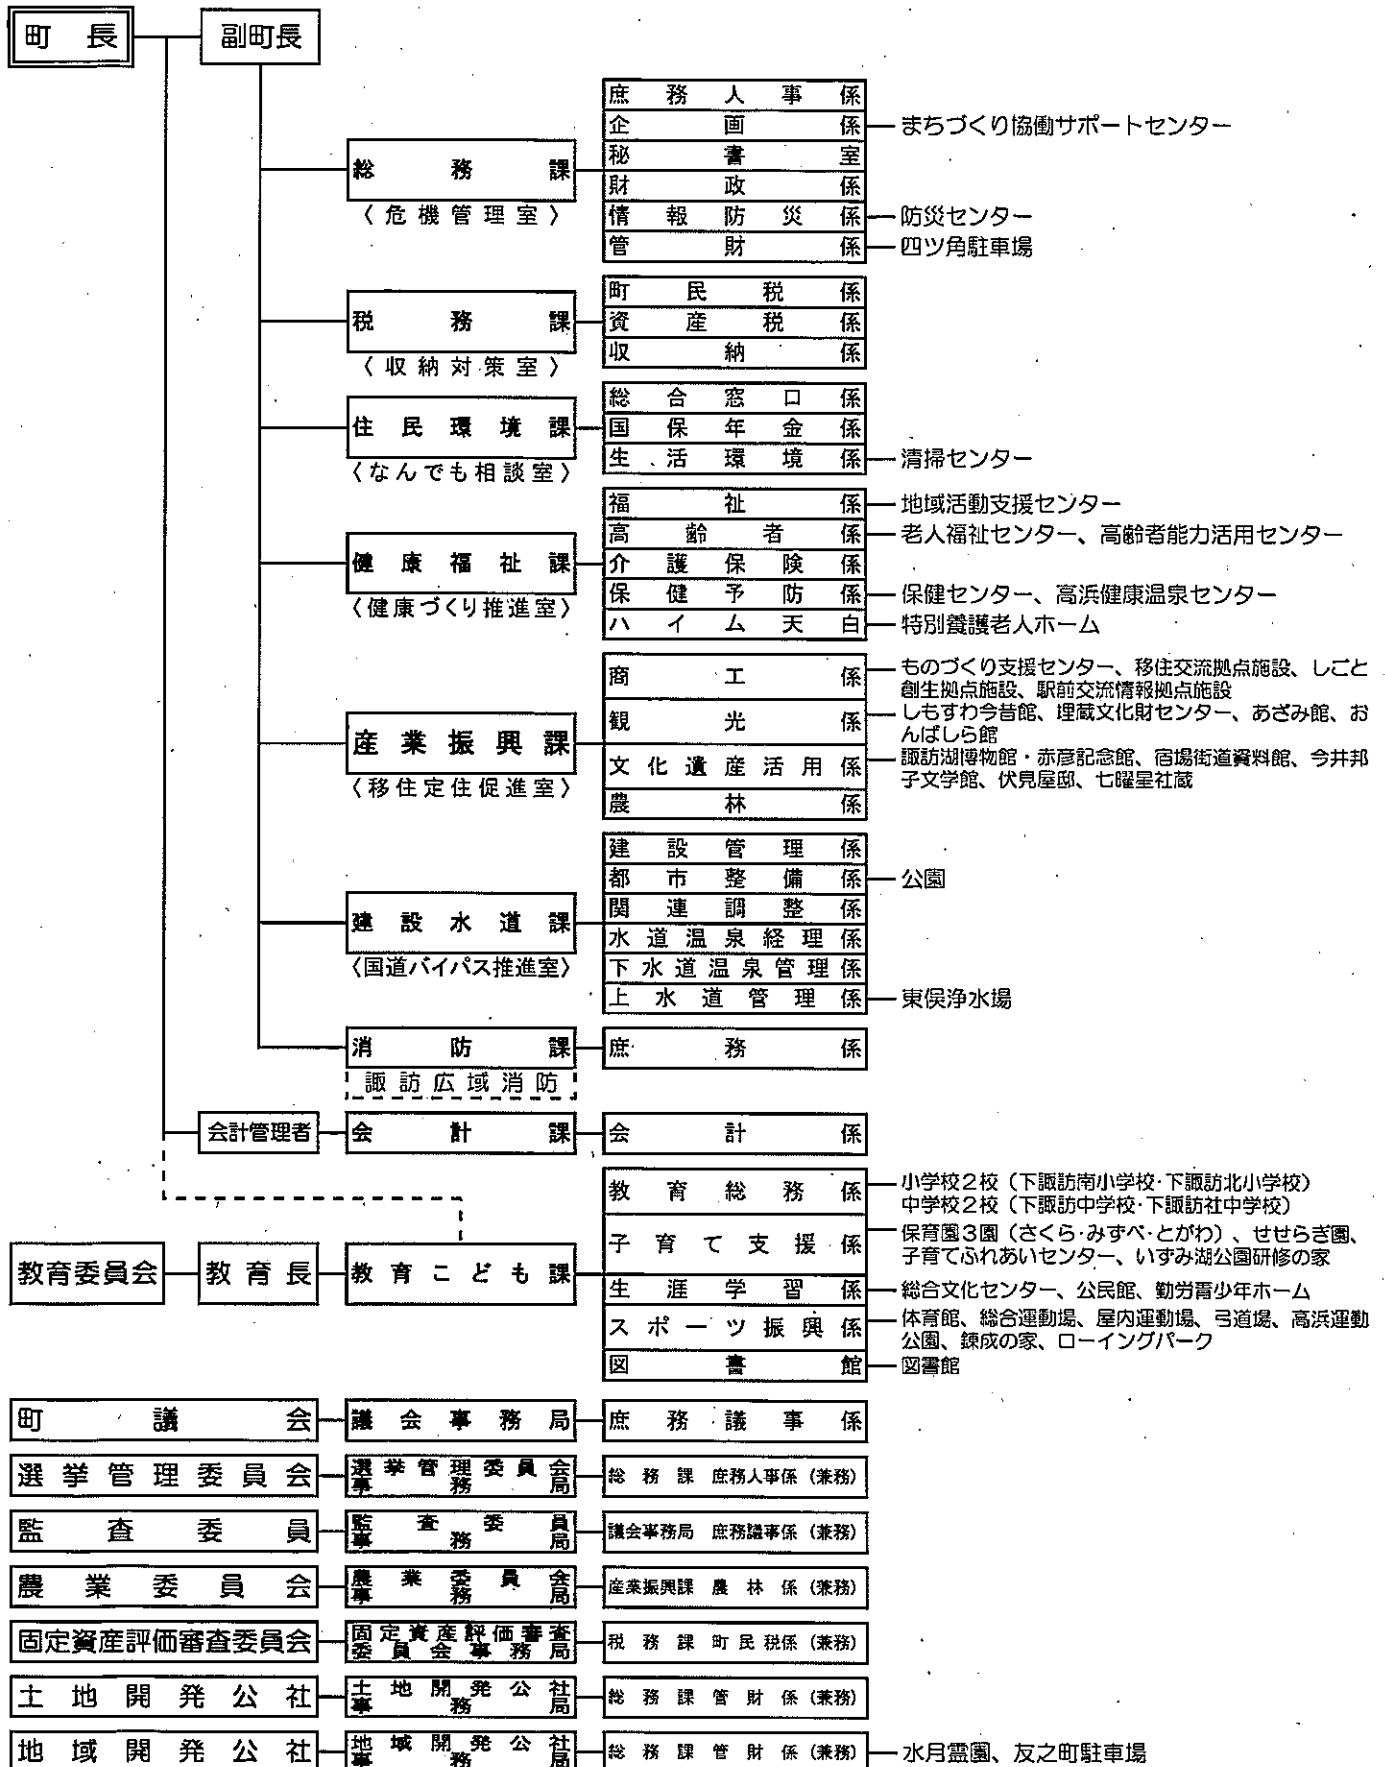 町長
副町長
総務課
〈危機管理室〉
庶務人事係
企画係
まちづくり協働サポートセンター
秘書室
財政係
情報防災係
防災センター
管財係
四ツ角駐車場
税務課
〈収納対策室〉
町民税係
資産税係
収納係
住民環境課
〈なんでも相談室〉
総合窓口係
国保年金係
生活環境係
清掃センター
健康福祉課
〈健康づくり推進室〉
福祉係
地域活動支援センター
高齢者係
老人福祉センター、高齢者能力活用センター
介護保険係
保健予防係
保健センター、高浜健康温泉センター
ハイム天白
特別養護老人ホーム
産業振興課
〈移住定住促進室〉
商工係
ものづくり支援センター、移住交流拠点施設、しごと
創生拠点施設、駅前交流情報拠点施設
観光係
しもすわ今昔館、埋蔵文化財センター、あざみ館、お
んばしら館
文化遺産活用係
諏訪湖博物館・赤彦記念館、宿場街道資料館、今井邦
子文学館、伏見屋邸、七曜星社蔵
農林係
建設水道課
〈国道バイパス推進室〉
建設管理係
都市整備係
公園
関連調整係
水道温泉経理係
下水道温泉管理係
上水道管理係
東俣浄水場
消防課
諏訪広域消防
庶務係
会計管理者
会計課
会計係
教育委員会
教育長
教育こども課
教育総務係
小学校2校（下諏訪南小学校・下諏訪北小学校）
中学校2校（下諏訪中学校・下諏訪社中学校）
子育て支援係
保育園3園（さくら・みずべ・とがわ）、せせらぎ園、
子育てふれあいセンター、いずみ湖公園研修の家
生涯学習係
総合文化センター、公民館、勤労青少年ホーム
スポーツ振興係
体育館、総合運動場、屋内運動場、弓道場、高浜運動
公園、錬成の家、ローイングパーク
図書館
図書館
町議会
議会事務局
庶務議事係
選挙管理委員会
選挙管理委員会
事務局
総務課 庶務人事係（兼務）
監査委員
監査委員
事務局
議会事務局 庶務議事係（兼務）
農業委員会
農業委員会
事務局
産業振興課 農林係（兼務）
固定資産評価審査委員会
固定資産評価審査
委員会事務局
税務課 町民税係（兼務）
土地開発公社
土地開発公社
事務局
総務課 管財係（兼務）
地域開発公社
地域開発公社
事務局
総務課 管財係（兼務）
水月霊園、友之町駐車場